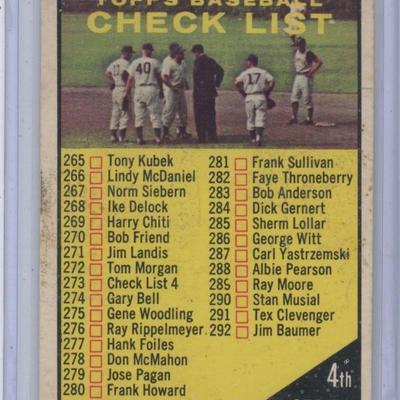 TOPPS BASEBALL
CHECK LIST
265 Tony Kubek
266 Lindy McDaniel
267 Norm Siebern
268 Ike Delock
269 Harry Chiti
270 Bob Friend
271 Jim Landis
272 Tom Morgan
273 Check List 4
274 Gary Bell
275 Gene Woodling
276 Ray Rippelmeyer
277 Hank Foiles
278 Don McMahon
279 Jose Pagan
280 Frank Howard
281 Frank Sullivan
282 Faye Throneberry
283 Bob Anderson
284 Dick Gernert
285 Sherm Lollar
286 George Witt
287 Carl Yastrzemski
288 Albie Pearson
289 Ray Moore
290 Stan Musial
291 Tex Clevenger
292 Jim Baumer
4th
17
40
17